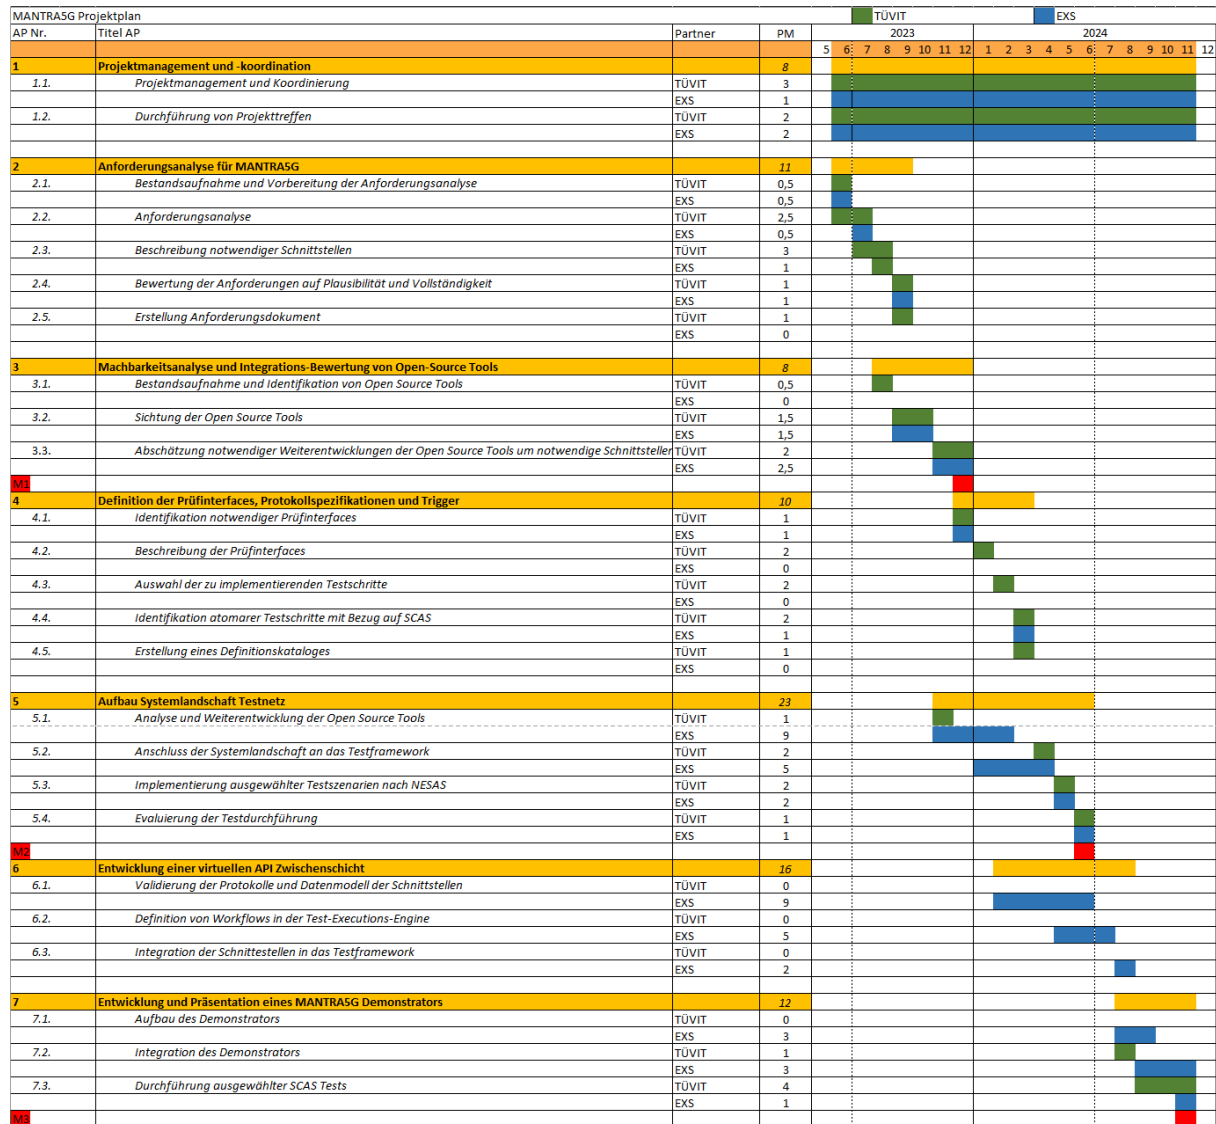 MANTRA5G Projektplan TÜVIT EXS
AP Nr. Titel AP Partner PM 2023 2024
5 6 7 8 9 10 11 12 1 2 3 4 5 6 7 8 9 10 11 12
1 Projektmanagement und -koordination 8
1.1. Projektmanagement und Koordinierung TÜVIT 3
EXS 1
1.2. Durchführung von Projekttreffen TÜVIT 2
EXS 2
2 Anforderungsanalyse für MANTRA5G 11
2.1. Bestandsaufnahme und Vorbereitung der Anforderungsanalyse TÜVIT 0,5
EXS 0,5
2.2. Anforderungsanalyse TÜVIT 2,5
EXS 0,5
2.3. Beschreibung notwendiger Schnittstellen TÜVIT 3
EXS 1
2.4. Bewertung der Anforderungen auf Plausibilität und Vollständigkeit TÜVIT 1
EXS 1
2.5. Erstellung Anforderungsdokument TÜVIT 1
EXS 0
3 Machbarkeitsanalyse und Integrations-Bewertung von Open-Source Tools 8
3.1. Bestandsaufnahme und Identifikation von Open Source Tools TÜVIT 0,5
EXS 0
3.2. Sichtung der Open Source Tools TÜVIT 1,5
EXS 1,5
3.3. Abschätzung notwendiger Weiterentwicklungen der Open Source Tools um notwendige Schnittsteller TÜVIT 2
EXS 2,5
M1
4 Definition der Prüfinterfaces, Protokollspezifikationen und Trigger 10
4.1. Identifikation notwendiger Prüfinterfaces TÜVIT 1
EXS 1
4.2. Beschreibung der Prüfinterfaces TÜVIT 2
EXS 0
4.3. Auswahl der zu implementierenden Testschritte TÜVIT 2
EXS 0
4.4. Identifikation atomarer Testschritte mit Bezug auf SCAS TÜVIT 2
EXS 1
4.5. Erstellung eines Definitionskataloges TÜVIT 1
EXS 0
5 Aufbau Systemlandschaft Testnetz 23
5.1. Analyse und Weiterentwicklung der Open Source Tools TÜVIT 1
EXS 9
5.2. Anschluss der Systemlandschaft an das Testframework TÜVIT 2
EXS 5
5.3. Implementierung ausgewählter Testszenarien nach NESAS TÜVIT 2
EXS 2
5.4. Evaluierung der Testdurchführung TÜVIT 1
EXS 1
M2
6 Entwicklung einer virtuellen API Zwischenschicht 16
6.1. Validierung der Protokolle und Datenmodell der Schnittstellen TÜVIT 0
EXS 9
6.2. Definition von Workflows in der Test-Executions-Engine TÜVIT 0
EXS 5
6.3. Integration der Schnittestellen in das Testframework TÜVIT 0
EXS 2
7 Entwicklung und Präsentation eines MANTRA5G Demonstrators 12
7.1. Aufbau des Demonstrators TÜVIT 0
EXS 3
7.2. Integration des Demonstrators TÜVIT 1
EXS 3
7.3. Durchführung ausgewählter SCAS Tests TÜVIT 4
EXS 1
M3